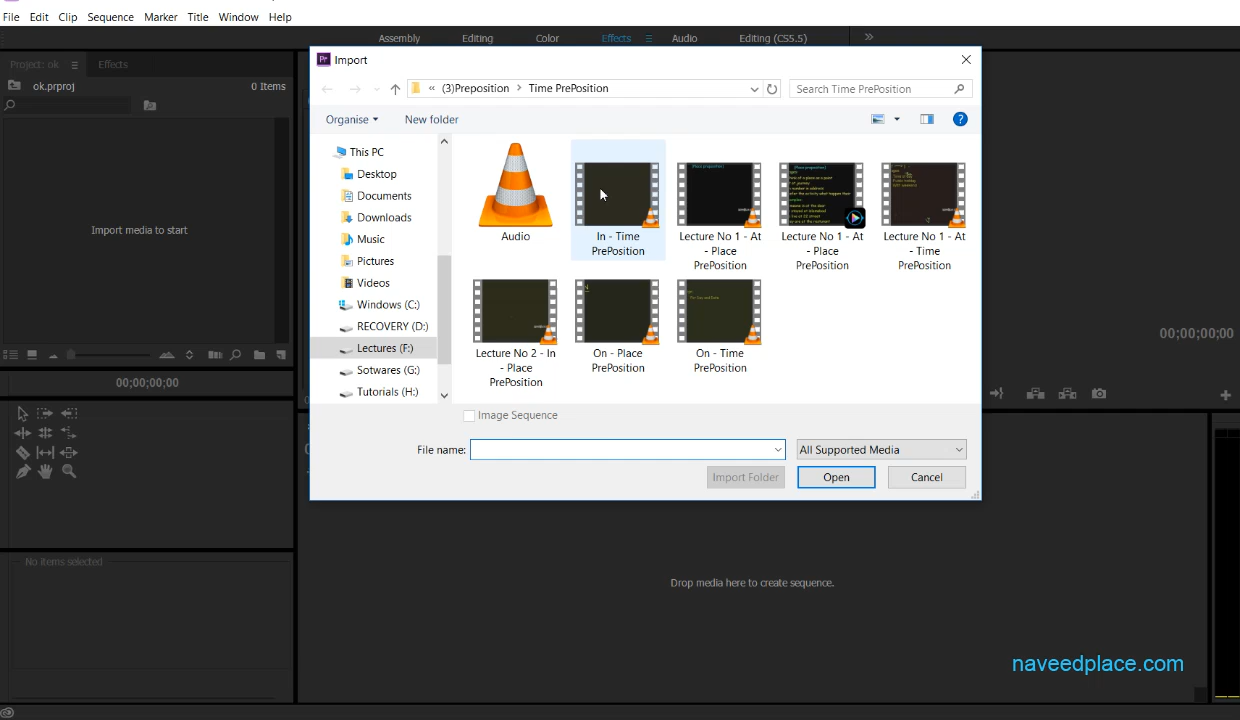 File Edit Clip Sequence Marker Title Window Help
Assembly Editing Color Effects Audio Editing (CS5.5)
Project: ok Effects
ok.prproj 0 Items
Import media to start
00;00;00;00
No items selected
Pr Import
(3)Preposition > Time PrePosition
Search Time PrePosition
Organise New folder
This PC
Desktop
Documents
Downloads
Music
Pictures
Videos
Windows (C:)
RECOVERY (D:)
Lectures (F:)
Sotwares (G:)
Tutorials (H:)
Audio
In - Time
PrePosition
Lecture No 1 - At
- Place
PrePosition
Lecture No 1 - At
- Place
PrePosition
Lecture No 1 - At
- Time
PrePosition
Lecture No 2 - In
- Place
PrePosition
On - Place
PrePosition
On - Time
PrePosition
Image Sequence
File name: All Supported Media
Import Folder Open Cancel
00;00;00;00
Drop media here to create sequence.
naveedplace.com